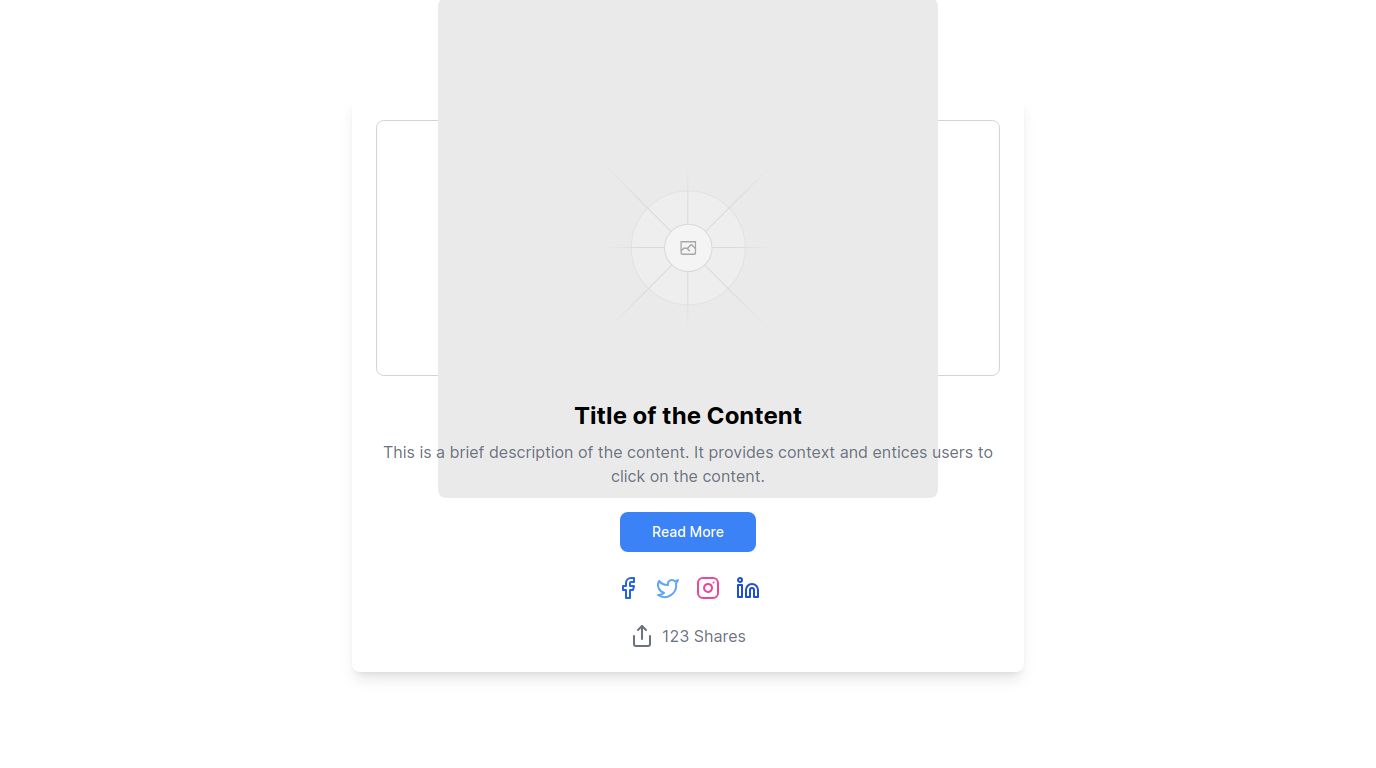 Title of the Content
This is a brief description of the content. It provides context and entices users to
click on the content.
Read More
123 Shares